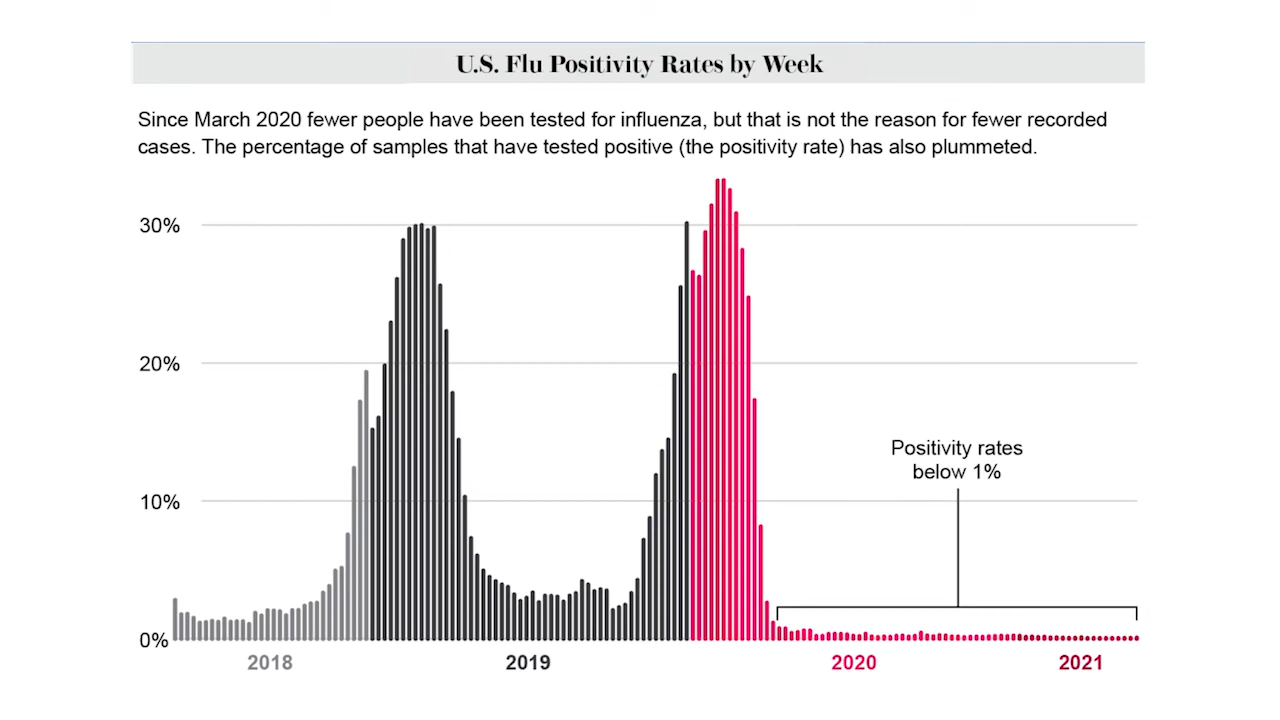 U.S. Flu Positivity Rates by Week
Since March 2020 fewer people have been tested for influenza, but that is not the reason for fewer recorded
cases. The percentage of samples that have tested positive (the positivity rate) has also plummeted.
30%
20%
Positivity rates
below 1%
10%
0%
2018 2019 2020 2021